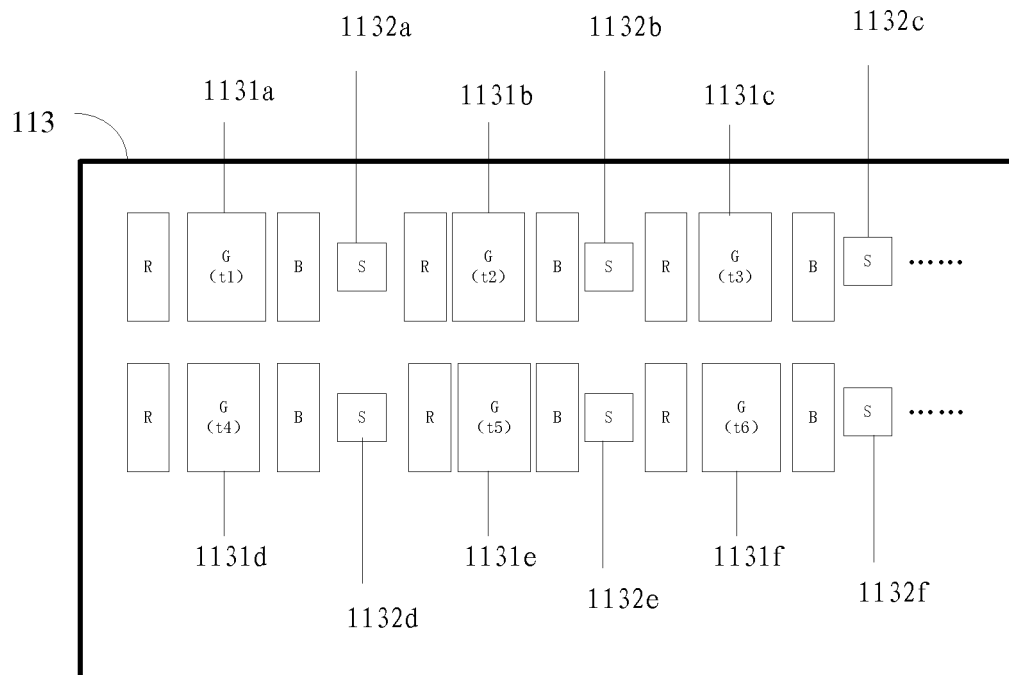 1132a 1132b 1132c
1131a 1131b 1131c
113
R G B S R G B S R G B S ······
(t1) (t2) (t3)
R G B S R G B S R G B S ······
(t4) (t5) (t6)
1131d 1131e 1131f
1132d 1132e 1132f